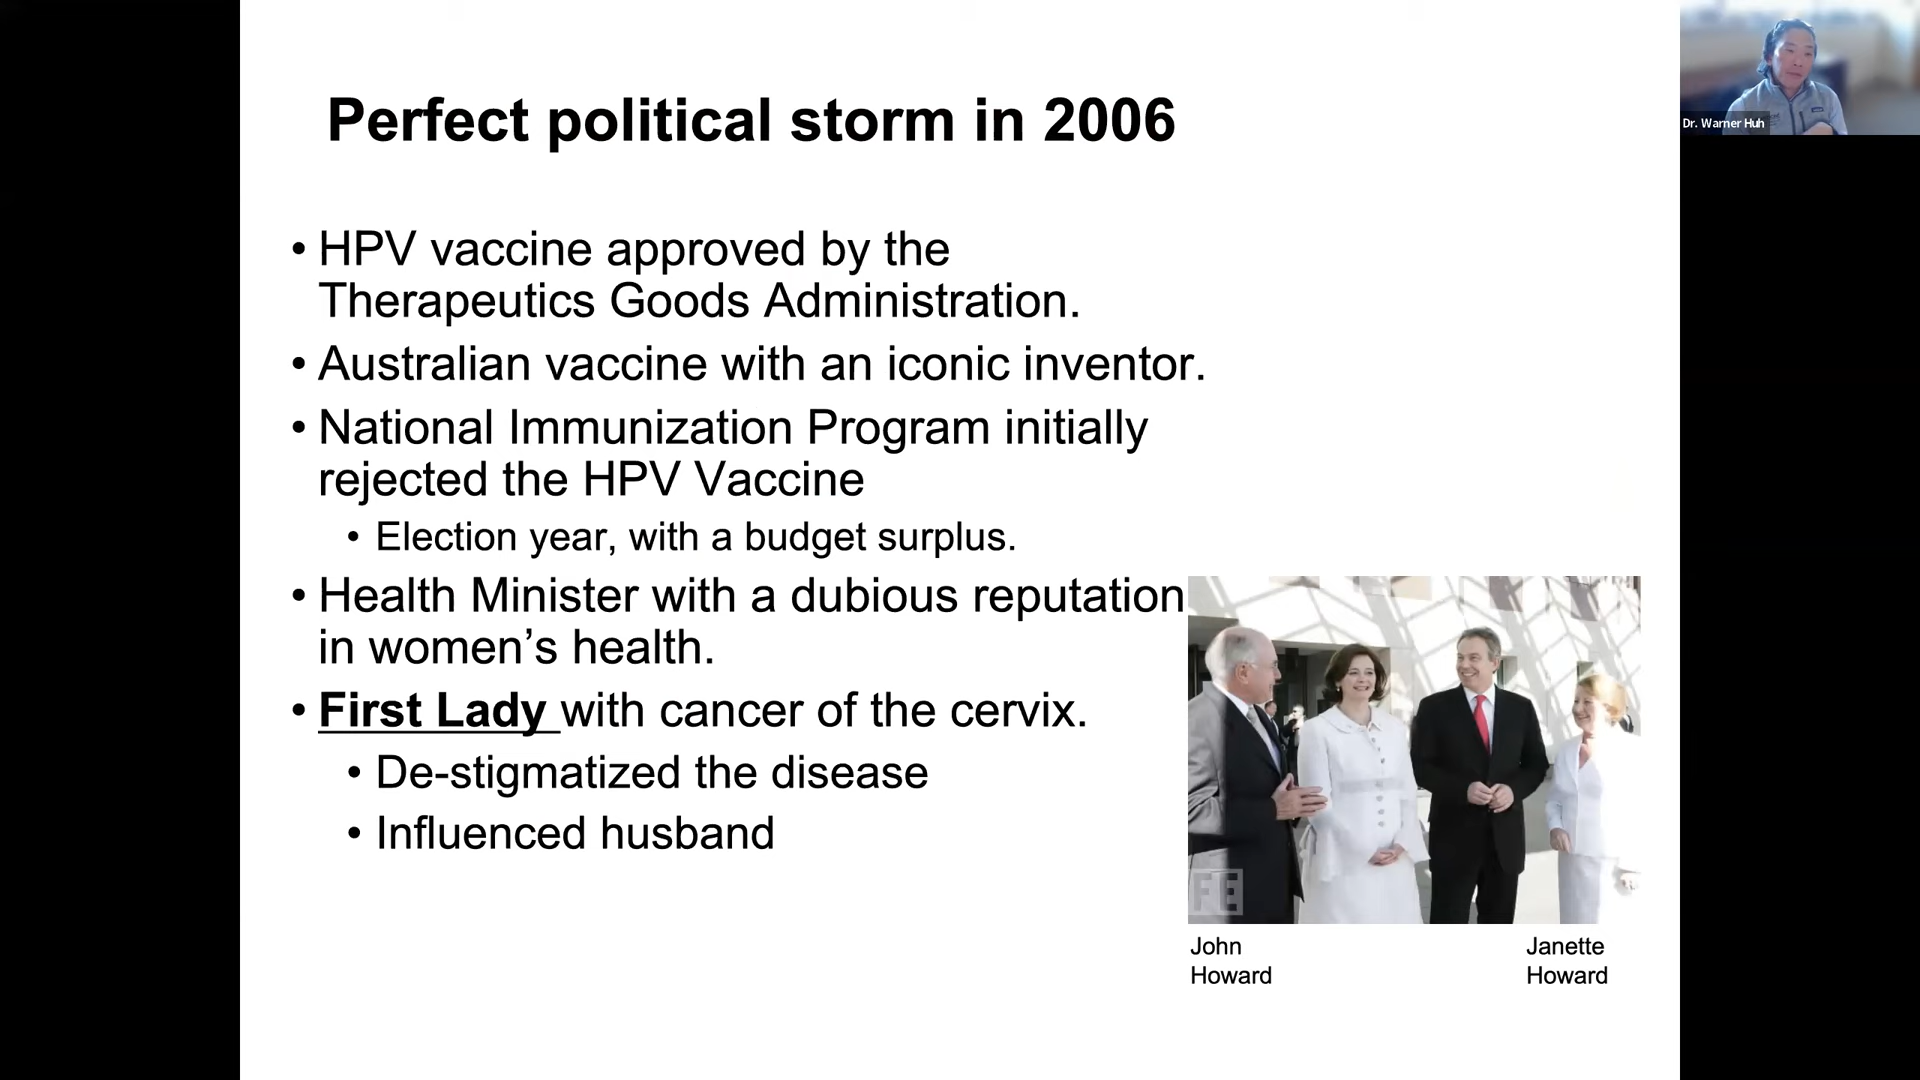 Perfect political storm in 2006
• HPV vaccine approved by the
Therapeutics Goods Administration.
• Australian vaccine with an iconic inventor.
• National Immunization Program initially
rejected the HPV Vaccine
• Election year, with a budget surplus.
• Health Minister with a dubious reputation
in women’s health.
• First Lady with cancer of the cervix.
• De-stigmatized the disease
• Influenced husband
FE
John
Howard
Janette
Howard
Dr. Warner Huh